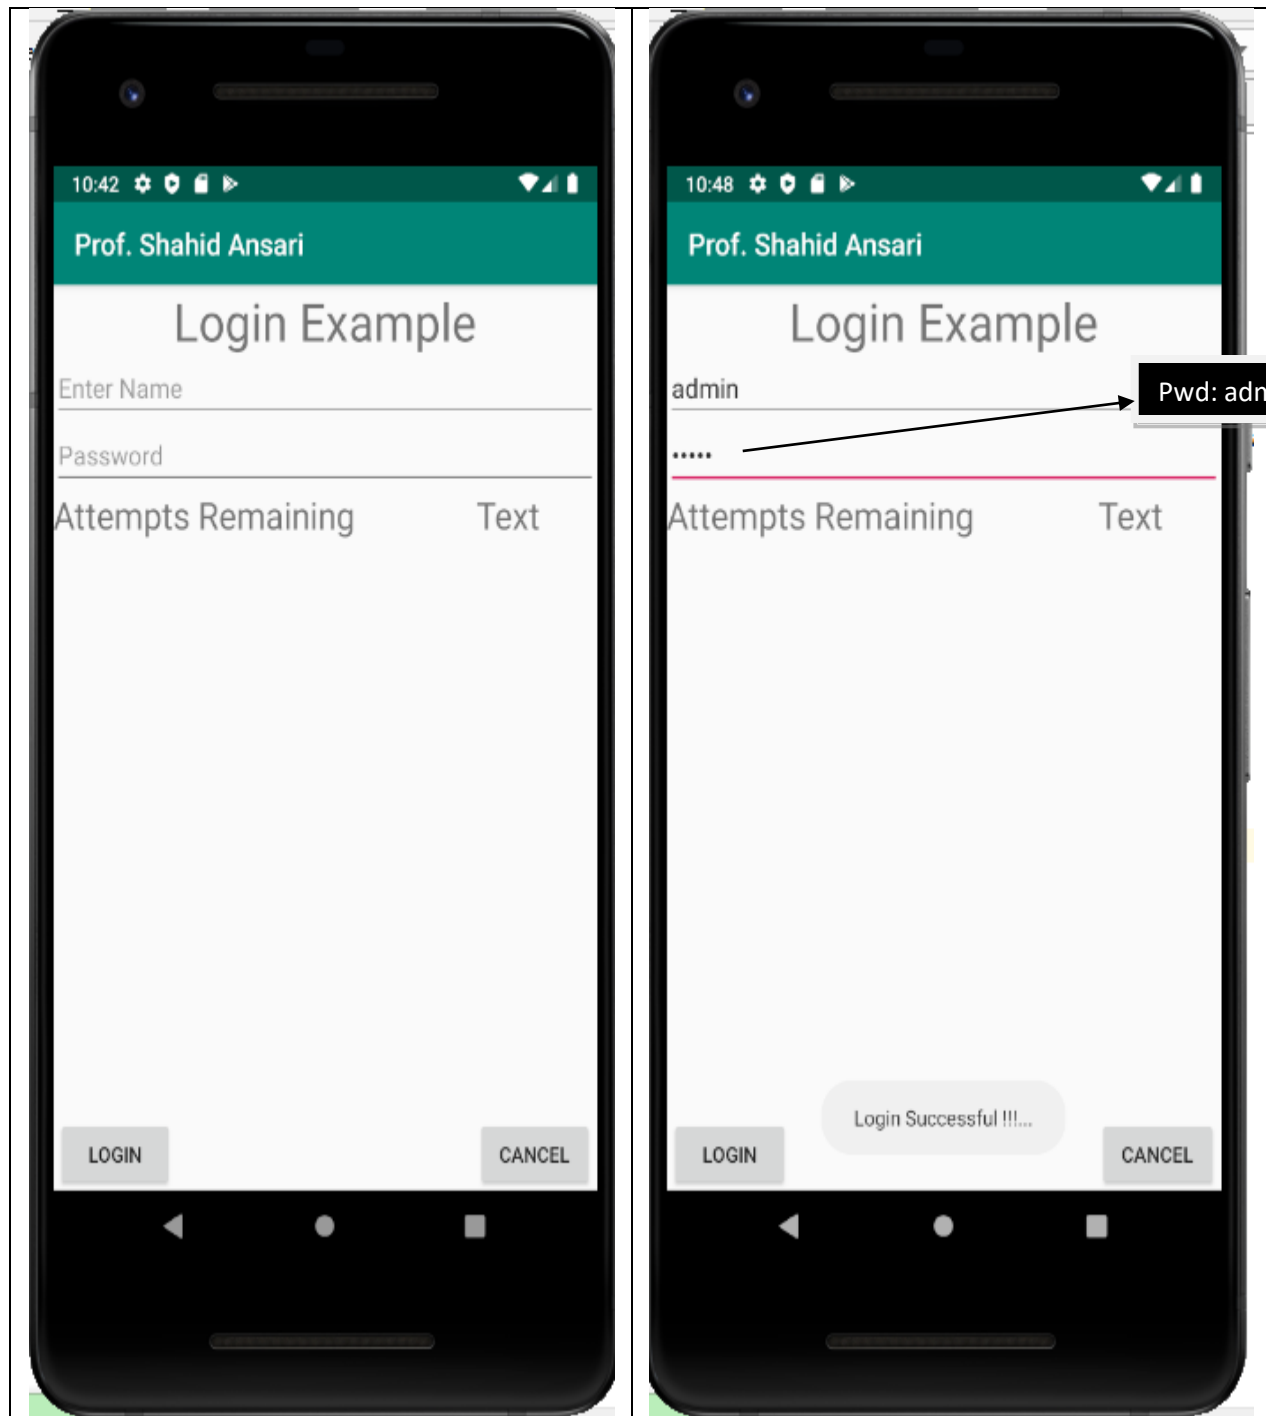 10:42
Prof. Shahid Ansari
Login Example
Enter Name
Password
Attempts Remaining Text
LOGIN CANCEL
10:48
Prof. Shahid Ansari
Login Example
admin
Pwd:
•••••
Attempts Remaining Text
Login Successful !!!...
LOGIN CANCEL